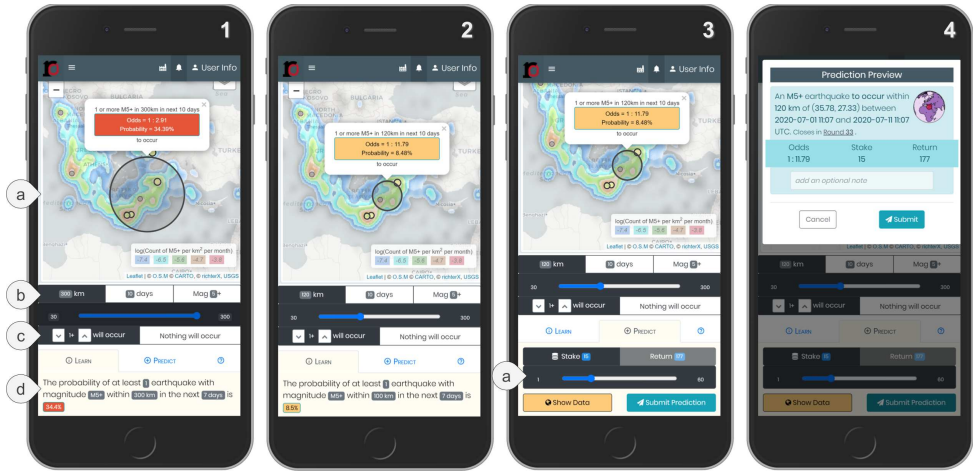 1
User Info
BULGARIA
1 or more M5+ in 300km in next 10 days
Odds = 1 : 2.91
Probability = 34.39%
to occur
a
log(Count of M5+ per km² per month)
-7.4 -6.5 -5.6 -4.7 -3.8
Leaflet | © O.S.M © CARTO, © richterX, USGS
b
300 km
10 days
Mag 5+
30
300
c
1+ will occur
Nothing will occur
LEARN
PREDICT
d
The probability of at least 1 earthquake with
magnitude M5+ within 300 km in the next 7 days is
34.4%
2
User Info
BULGARIA
1 or more M5+ in 120km in next 10 days
Odds = 1 : 11.79
Probability = 8.48%
to occur
log(Count of M5+ per km² per month)
-7.4 -6.5 -5.6 -4.7 -3.8
Leaflet | © O.S.M © CARTO, © richterX, USGS
120 km
10 days
Mag 5+
30
300
1+ will occur
Nothing will occur
LEARN
PREDICT
The probability of at least 1 earthquake with
magnitude M5+ within 100 km in the next 7 days is
8.5%
3
User Info
BULGARIA
1 or more M5+ in 120km in next 10 days
Odds = 1 : 11.79
Probability = 8.48%
to occur
log(Count of M5+ per km² per month)
-7.4 -6.5 -5.6 -4.7 -3.8
Leaflet | © O.S.M © CARTO, © richterX, USGS
120 km
10 days
Mag 5+
30
300
1+ will occur
Nothing will occur
LEARN
PREDICT
Stake 15
Return 177
a
1
60
Show Data
Submit Prediction
4
Prediction Preview
An M5+ earthquake to occur within
120 km of (35.78, 27.33) between
2020-07-01 11:07 and 2020-07-11 11:07
UTC. Closes in Round 33 .
Odds Stake Return
1 : 11.79 15 177
add an optional note
Cancel
Submit
Leaflet | © O.S.M © CARTO, © richterX, USGS
120 km
10 days
Mag 5+
30
300
1+ will occur
Nothing will occur
LEARN
PREDICT
Stake 15
Return 177
1
60
Show Data
Submit Prediction